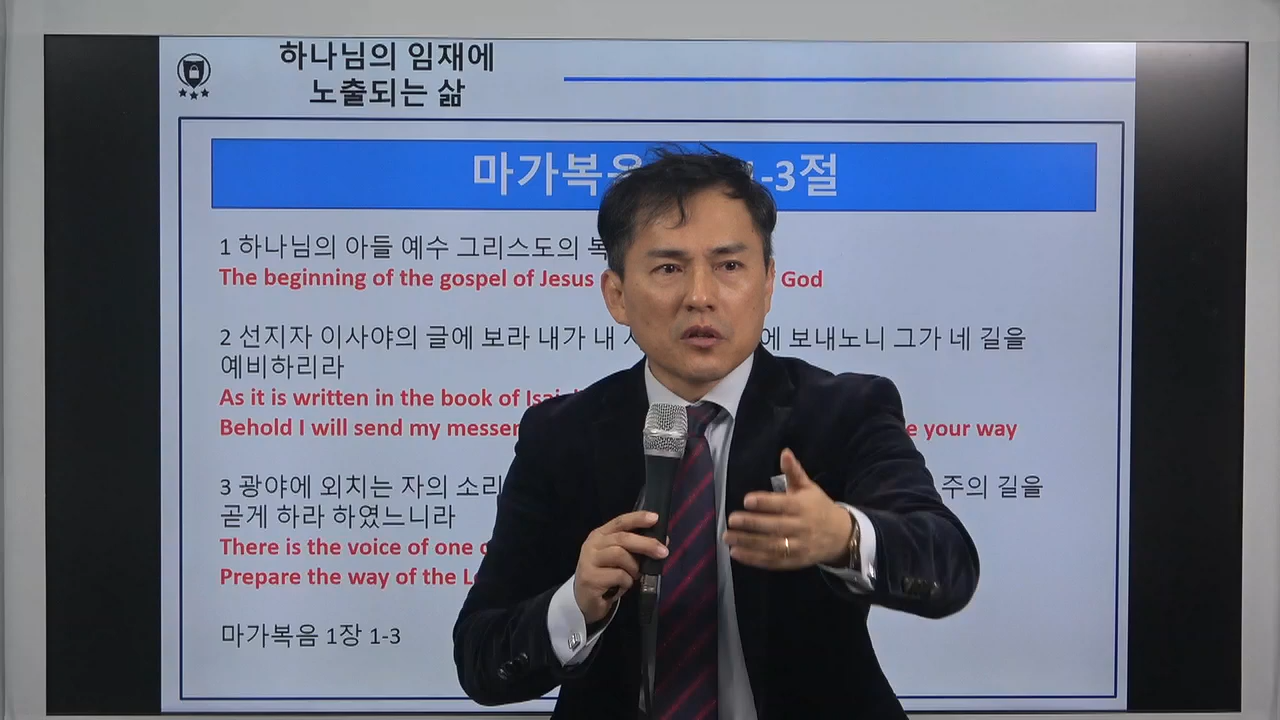 하나님의 임재에
노출되는 삶
마가복 -3절
1 하나님의 아들 예수 그리스도의
The beginning of the gospel of Jesus God
2 선지자 이사야의 글에 보라 내가 내 보내노니 그가 네 길을
예비하리라
As it is written in the book of
Behold I will send my your way
3 광야에 외치는 자의 소리 주의 길을
곧게 하라 하였느니라
There is the voice of one
Prepare the way of the
마가복음 1장 1-3